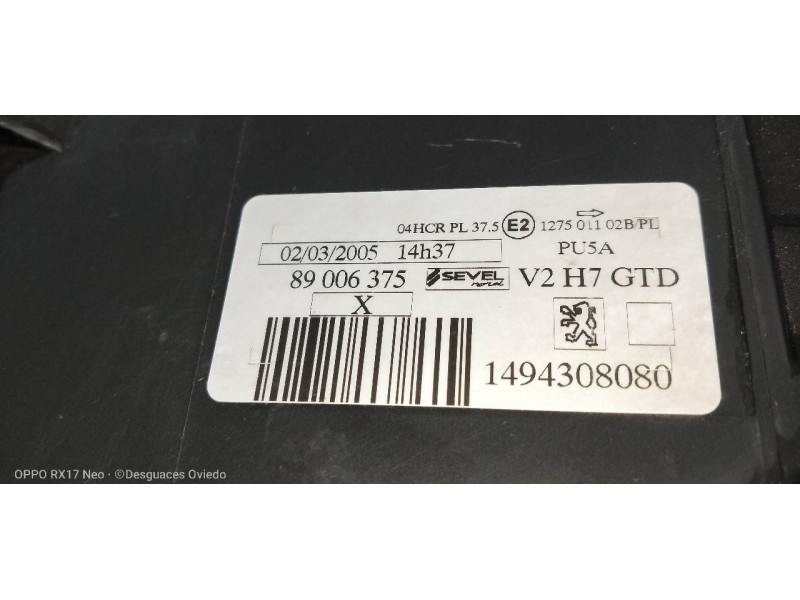 04HCR PL 37.5 E2 1275 011 02B/PL
02/03/2005 14h37 PU5A
89 006 375 SEVEL nord V2 H7 GTD
X
1494308080
OPPO RX17 Neo · ©Desguaces Oviedo